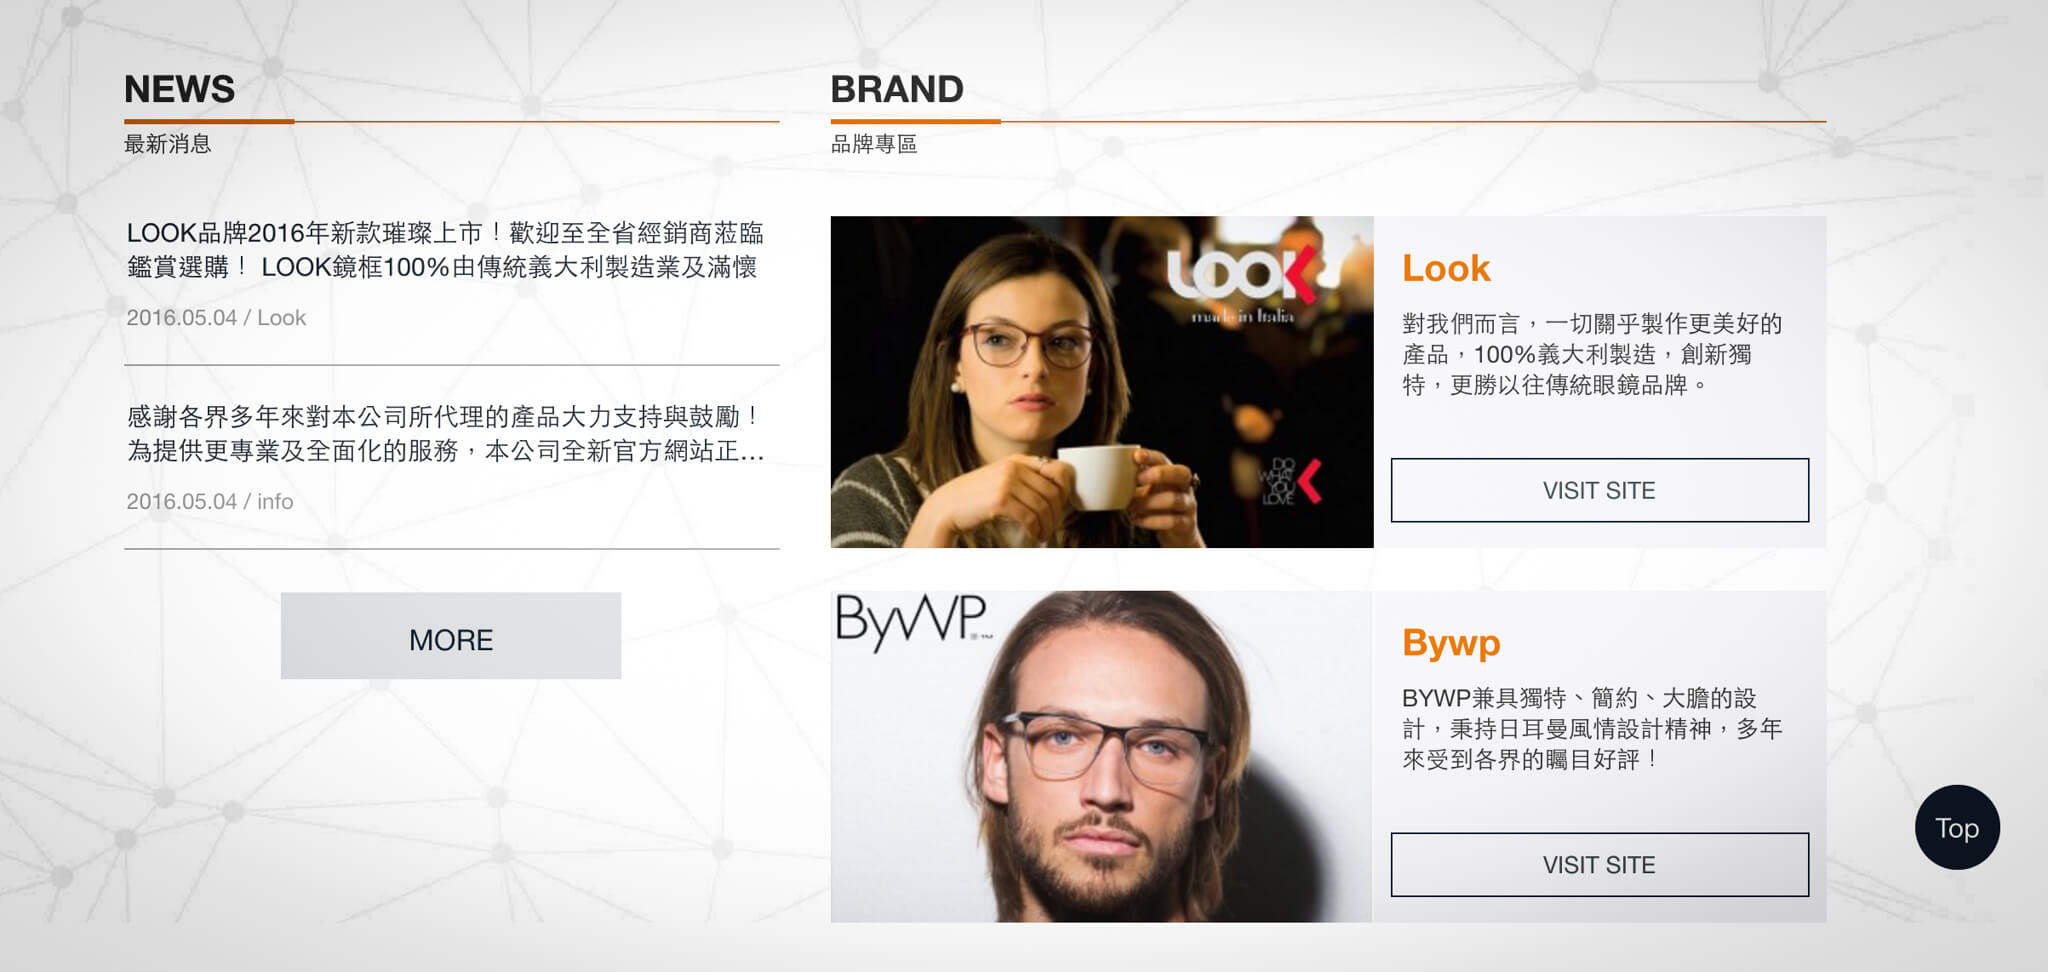 NEWS
最新消息
LOOK品牌2016年新款璀璨上市！歡迎至全省經銷商蒞臨
鑑賞選購！ LOOK鏡框100%由傳統義大利製造業及滿懷
2016.05.04 / Look
感謝各界多年來對本公司所代理的產品大力支持與鼓勵！
為提供更專業及全面化的服務，本公司全新官方網站正...
2016.05.04 / info
MORE
BRAND
品牌專區
LOOK
made in Italia
DO
WHAT
YOU
LOVE
Look
對我們而言，一切關乎製作更美好的
產品，100%義大利製造，創新獨
特，更勝以往傳統眼鏡品牌。
VISIT SITE
ByWP®™
Bywp
BYWP兼具獨特、簡約、大膽的設
計，秉持日耳曼風情設計精神，多年
來受到各界的矚目好評！
VISIT SITE
Top